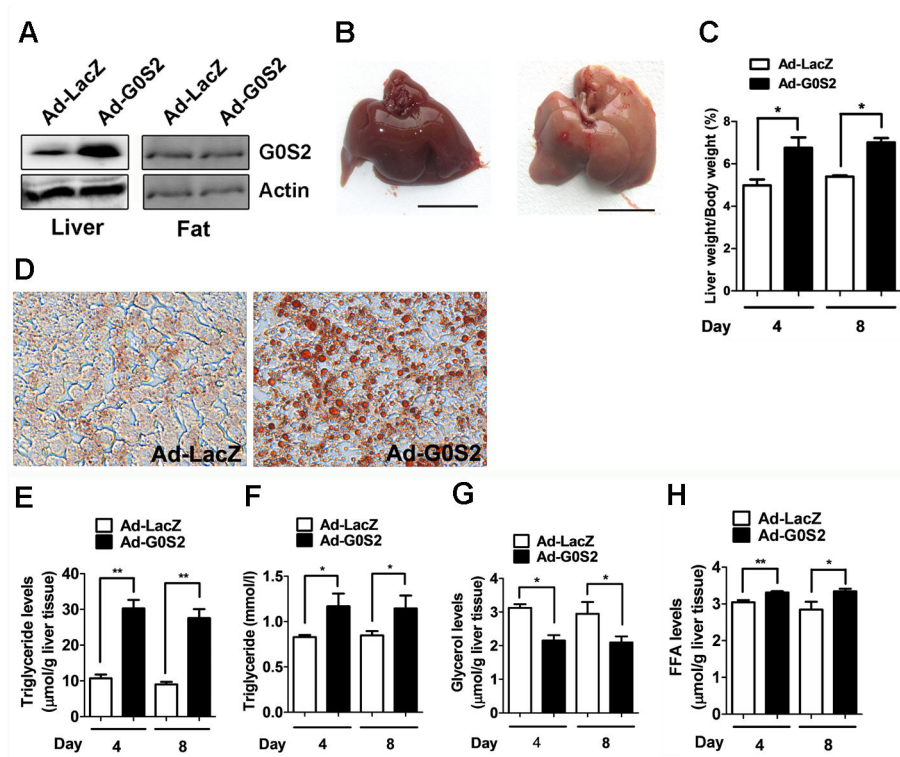 A
Ad-LacZ
Ad-G0S2
Ad-LacZ
Ad-G0S2
G0S2
Actin
Liver
Fat
B
C
Ad-LacZ
Ad-G0S2
Liver weight/Body weight (%)
8
6
4
2
0
*
*
Day
4
8
D
Ad-LacZ
Ad-G0S2
E
Ad-LacZ
Ad-G0S2
Triglyceride levels
(μmol/g liver tissue)
40
30
20
10
0
**
**
Day
4
8
F
Ad-LacZ
Ad-G0S2
Triglyceride (mmol/l)
1.5
1.0
0.5
0.0
*
*
Day
4
8
G
Ad-LacZ
Ad-G0S2
Glycerol levels
(μmol/g liver tissue)
4
3
2
1
0
*
*
Day
4
8
H
Ad-LacZ
Ad-G0S2
FFA levels
(μmol/g liver tissue)
4
3
2
1
0
**
*
Day
4
8